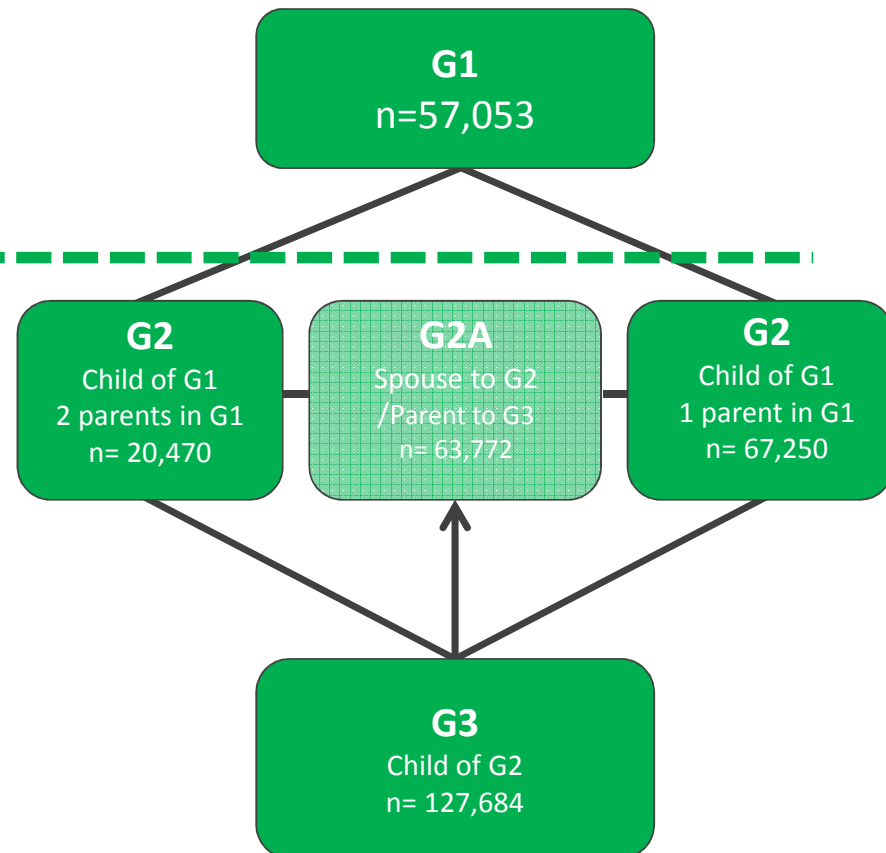 G1
n=57,053
G2
Child of G1
2 parents in G1
n= 20,470
G2A
Spouse to G2
/Parent to G3
n= 63,772
G2
Child of G1
1 parent in G1
n= 67,250
G3
Child of G2
n= 127,684